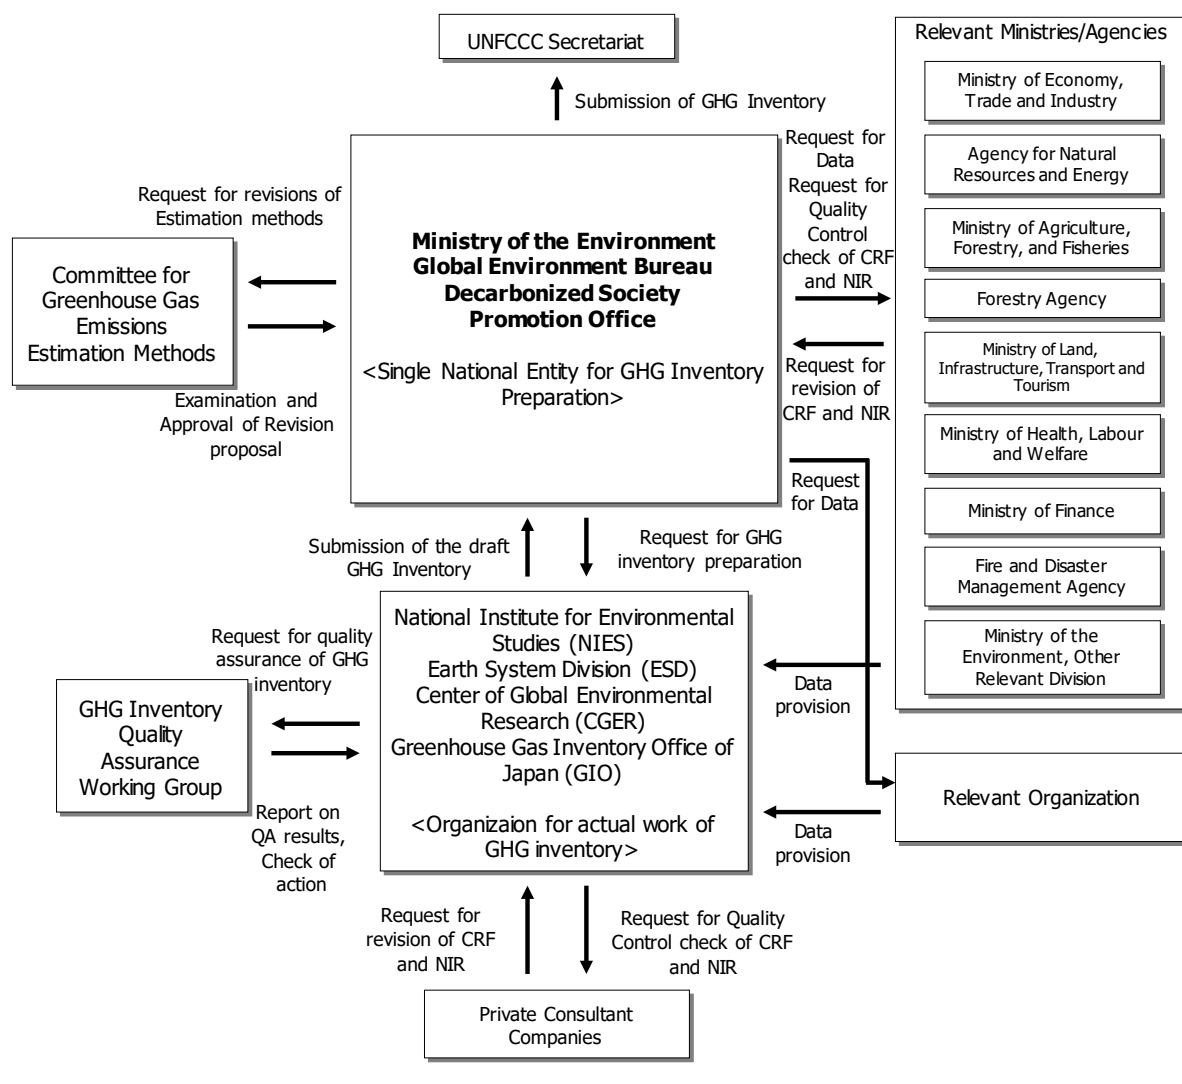 UNFCCC Secretariat
Submission of GHG Inventory
Request for revisions of
Estimation methods
Committee for
Greenhouse Gas
Emissions
Estimation Methods
Examination and
Approval of Revision
proposal
Ministry of the Environment
Global Environment Bureau
Decarbonized Society
Promotion Office
<Single National Entity for GHG Inventory
Preparation>
Request for
Data
Request for
Quality
Control
check of CRF
and NIR
Request for
revision of
CRF and NIR
Request
for Data
Relevant Ministries/Agencies
Ministry of Economy,
Trade and Industry
Agency for Natural
Resources and Energy
Ministry of Agriculture,
Forestry, and Fisheries
Forestry Agency
Ministry of Land,
Infrastructure, Transport and
Tourism
Ministry of Health, Labour
and Welfare
Ministry of Finance
Fire and Disaster
Management Agency
Ministry of the
Environment, Other
Relevant Division
Submission of the draft
GHG Inventory
Request for GHG
inventory preparation
Request for quality
assurance of GHG
inventory
GHG Inventory
Quality
Assurance
Working Group
Report on
QA results,
Check of
action
National Institute for Environmental
Studies (NIES)
Earth System Division (ESD)
Center of Global Environmental
Research (CGER)
Greenhouse Gas Inventory Office of
Japan (GIO)
<Organizaion for actual work of
GHG inventory>
Data
provision
Relevant Organization
Data
provision
Request for
revision of CRF
and NIR
Request for Quality
Control check of CRF
and NIR
Private Consultant
Companies